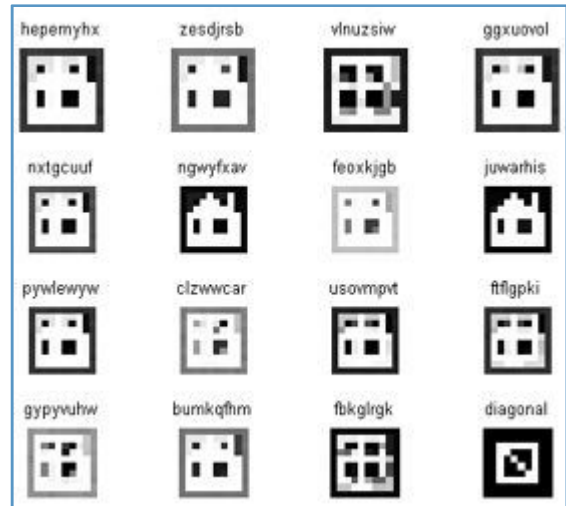 hepemyhx zesdjrsb vlnuzsiw ggxuovol
nxtgcuuf ngwyfxav feoxkjgb juwarhis
pywlewyw clzwwcar usovmpvt ftflgpki
gypyvuhw bumkqfhm fbkglrgk diagonal